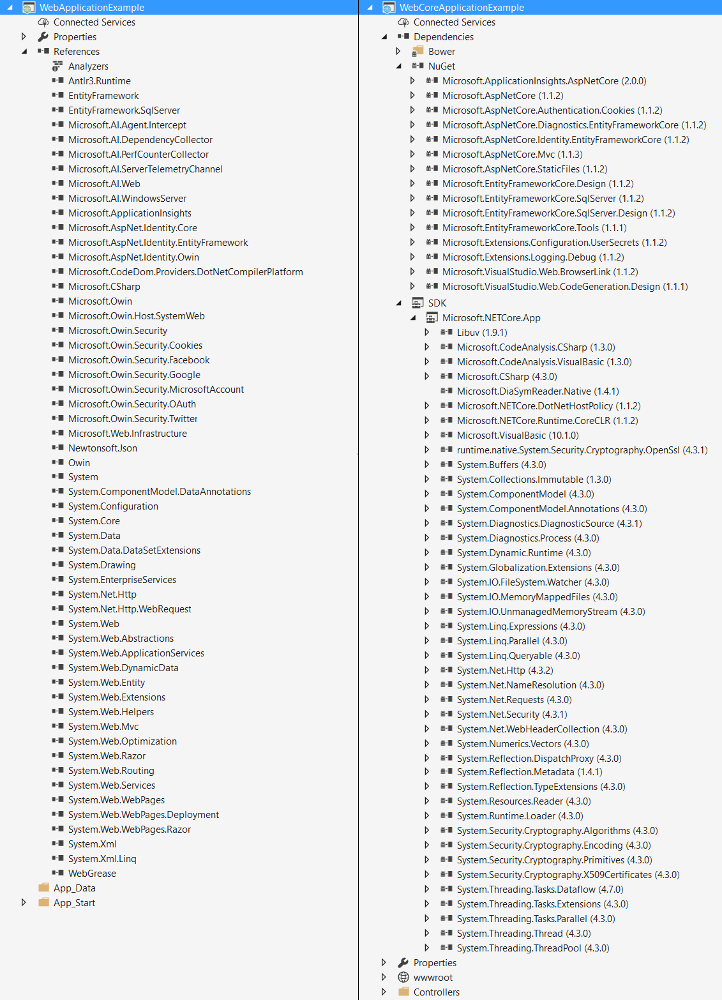 WebApplicationExample
Connected Services
Properties
References
Analyzers
Antlr3.Runtime
EntityFramework
EntityFramework.SqlServer
Microsoft.AI.Agent.Intercept
Microsoft.AI.DependencyCollector
Microsoft.AI.PerfCounterCollector
Microsoft.AI.ServerTelemetryChannel
Microsoft.AI.Web
Microsoft.AI.WindowsServer
Microsoft.ApplicationInsights
Microsoft.AspNet.Identity.Core
Microsoft.AspNet.Identity.EntityFramework
Microsoft.AspNet.Identity.Owin
Microsoft.CodeDom.Providers.DotNetCompilerPlatform
Microsoft.CSharp
Microsoft.Owin
Microsoft.Owin.Host.SystemWeb
Microsoft.Owin.Security
Microsoft.Owin.Security.Cookies
Microsoft.Owin.Security.Facebook
Microsoft.Owin.Security.Google
Microsoft.Owin.Security.MicrosoftAccount
Microsoft.Owin.Security.OAuth
Microsoft.Owin.Security.Twitter
Microsoft.Web.Infrastructure
Newtonsoft.Json
Owin
System
System.ComponentModel.DataAnnotations
System.Configuration
System.Core
System.Data
System.Data.DataSetExtensions
System.Drawing
System.EnterpriseServices
System.Net.Http
System.Net.Http.WebRequest
System.Web
System.Web.Abstractions
System.Web.ApplicationServices
System.Web.DynamicData
System.Web.Entity
System.Web.Extensions
System.Web.Helpers
System.Web.Mvc
System.Web.Optimization
System.Web.Razor
System.Web.Routing
System.Web.Services
System.Web.WebPages
System.Web.WebPages.Deployment
System.Web.WebPages.Razor
System.Xml
System.Xml.Linq
WebGrease
App_Data
App_Start
WebCoreApplicationExample
Connected Services
Dependencies
Bower
NuGet
Microsoft.ApplicationInsights.AspNetCore (2.0.0)
Microsoft.AspNetCore (1.1.2)
Microsoft.AspNetCore.Authentication.Cookies (1.1.2)
Microsoft.AspNetCore.Diagnostics.EntityFrameworkCore (1.1.2)
Microsoft.AspNetCore.Identity.EntityFrameworkCore (1.1.2)
Microsoft.AspNetCore.Mvc (1.1.3)
Microsoft.AspNetCore.StaticFiles (1.1.2)
Microsoft.EntityFrameworkCore.Design (1.1.2)
Microsoft.EntityFrameworkCore.SqlServer (1.1.2)
Microsoft.EntityFrameworkCore.SqlServer.Design (1.1.2)
Microsoft.EntityFrameworkCore.Tools (1.1.1)
Microsoft.Extensions.Configuration.UserSecrets (1.1.2)
Microsoft.Extensions.Logging.Debug (1.1.2)
Microsoft.VisualStudio.Web.BrowserLink (1.1.2)
Microsoft.VisualStudio.Web.CodeGeneration.Design (1.1.1)
SDK
Microsoft.NETCore.App
Libuv (1.9.1)
Microsoft.CodeAnalysis.CSharp (1.3.0)
Microsoft.CodeAnalysis.VisualBasic (1.3.0)
Microsoft.CSharp (4.3.0)
Microsoft.DiaSymReader.Native (1.4.1)
Microsoft.NETCore.DotNetHostPolicy (1.1.2)
Microsoft.NETCore.Runtime.CoreCLR (1.1.2)
Microsoft.VisualBasic (10.1.0)
runtime.native.System.Security.Cryptography.OpenSsl (4.3.1)
System.Buffers (4.3.0)
System.Collections.Immutable (1.3.0)
System.ComponentModel (4.3.0)
System.ComponentModel.Annotations (4.3.0)
System.Diagnostics.DiagnosticSource (4.3.1)
System.Diagnostics.Process (4.3.0)
System.Dynamic.Runtime (4.3.0)
System.Globalization.Extensions (4.3.0)
System.IO.FileSystem.Watcher (4.3.0)
System.IO.MemoryMappedFiles (4.3.0)
System.IO.UnmanagedMemoryStream (4.3.0)
System.Linq.Expressions (4.3.0)
System.Linq.Parallel (4.3.0)
System.Linq.Queryable (4.3.0)
System.Net.Http (4.3.2)
System.Net.NameResolution (4.3.0)
System.Net.Requests (4.3.0)
System.Net.Security (4.3.1)
System.Net.WebHeaderCollection (4.3.0)
System.Numerics.Vectors (4.3.0)
System.Reflection.DispatchProxy (4.3.0)
System.Reflection.Metadata (1.4.1)
System.Reflection.TypeExtensions (4.3.0)
System.Resources.Reader (4.3.0)
System.Runtime.Loader (4.3.0)
System.Security.Cryptography.Algorithms (4.3.0)
System.Security.Cryptography.Encoding (4.3.0)
System.Security.Cryptography.Primitives (4.3.0)
System.Security.Cryptography.X509Certificates (4.3.0)
System.Threading.Tasks.Dataflow (4.7.0)
System.Threading.Tasks.Extensions (4.3.0)
System.Threading.Tasks.Parallel (4.3.0)
System.Threading.Thread (4.3.0)
System.Threading.ThreadPool (4.3.0)
Properties
wwwroot
Controllers